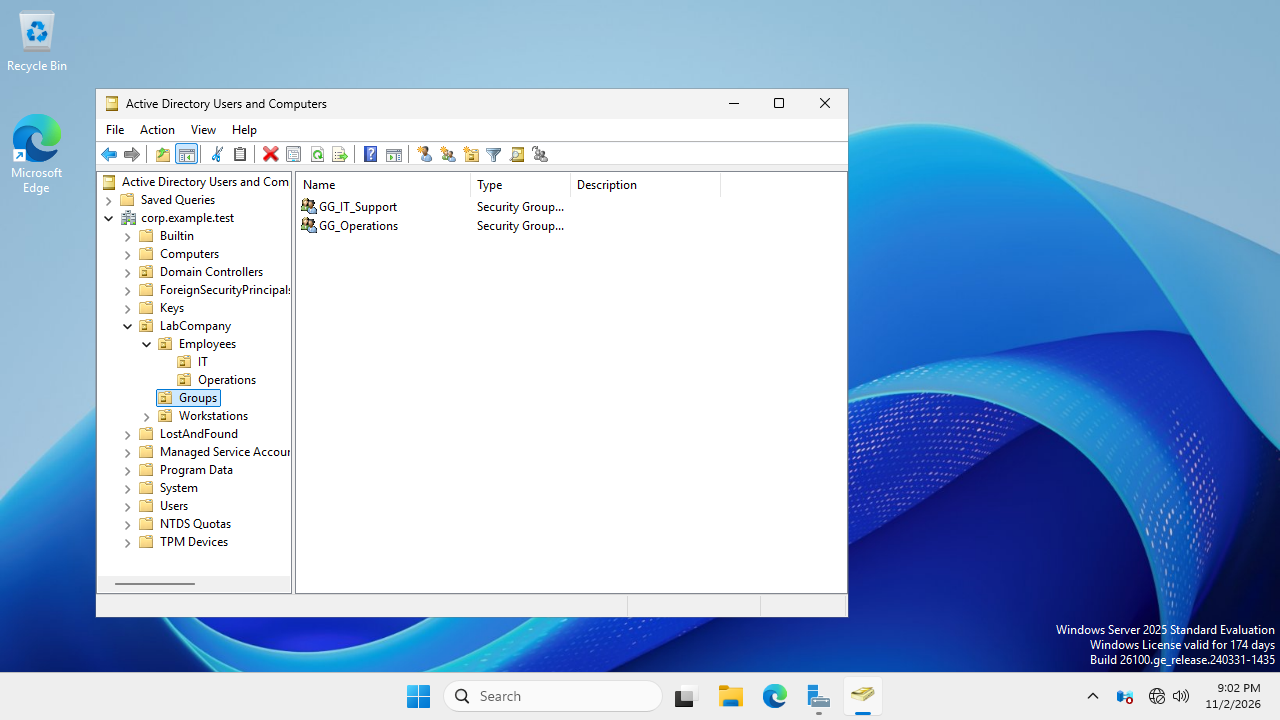 Recycle Bin
Microsoft
Edge
Active Directory Users and Computers
File Action View Help
Active Directory Users and Com
Saved Queries
corp.example.test
Builtin
Computers
Domain Controllers
ForeignSecurityPrincipals
Keys
LabCompany
Employees
IT
Operations
Groups
Workstations
LostAndFound
Managed Service Accoun
Program Data
System
Users
NTDS Quotas
TPM Devices
Name Type Description
GG_IT_Support Security Group...
GG_Operations Security Group...
Windows Server 2025 Standard Evaluation
Windows License valid for 174 days
Build 26100.ge_release.240331-1435
Search
9:02 PM
11/2/2026